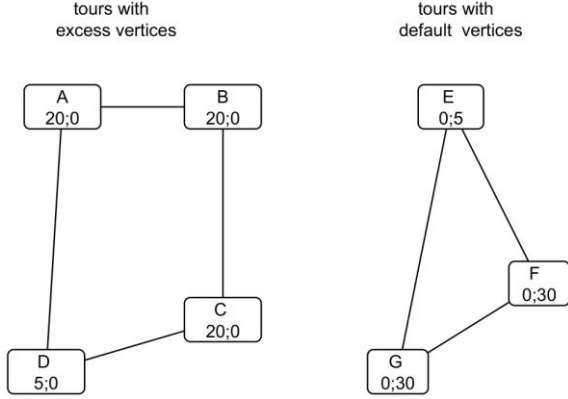 tours with
excess vertices
tours with
default vertices
A
20;0
B
20;0
E
0;5
F
0;30
C
20;0
D
5;0
G
0;30